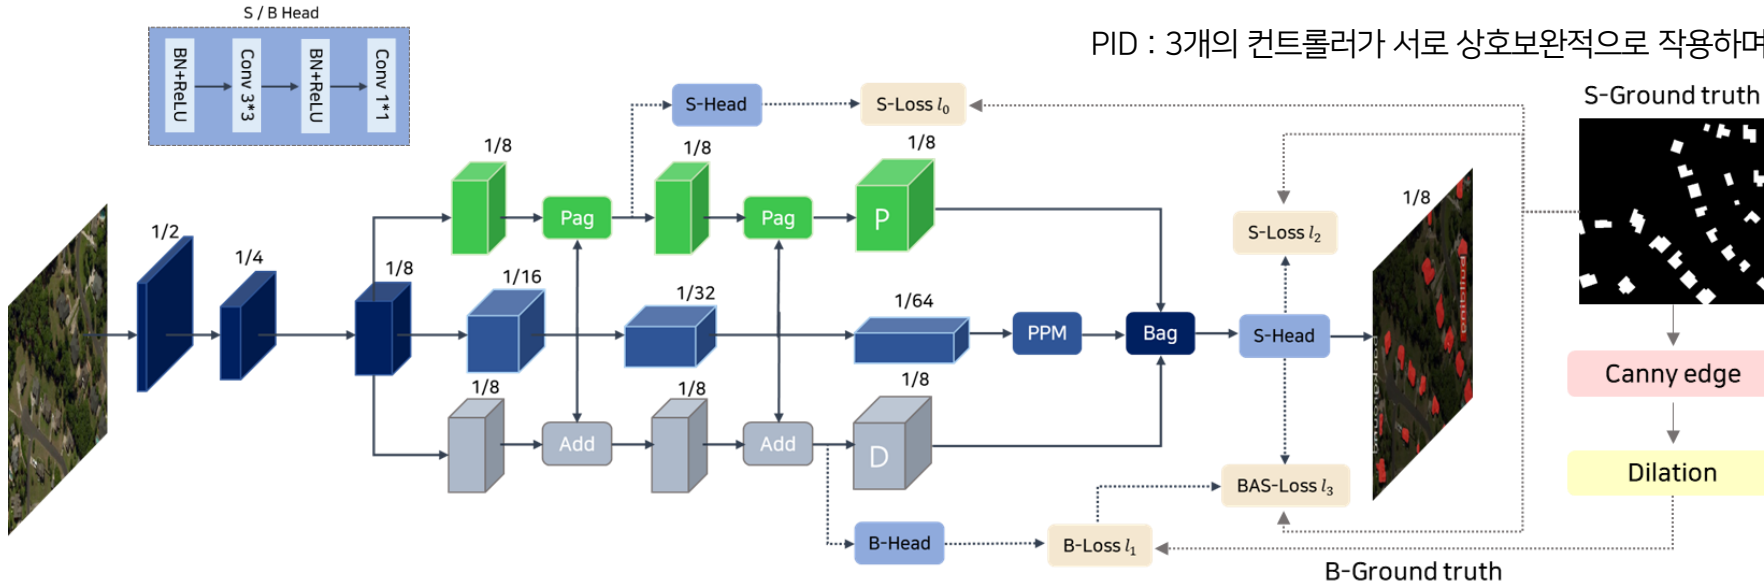 S / B Head
BN+ReLU
Conv 3*3
BN+ReLU
Conv 1*1
PID : 3개의 컨트롤러가 서로 상호보완적으로 작용하며
S-Ground truth
S-Head
S-Loss l₀
1/8
1/8
1/8
Pag
Pag
P
1/2
1/4
1/8
1/16
1/32
1/64
PPM
Bag
S-Head
S-Loss l₂
1/8
building
background
1/8
1/8
1/8
Add
Add
D
BAS-Loss l₃
B-Head
B-Loss l₁
Canny edge
Dilation
B-Ground truth